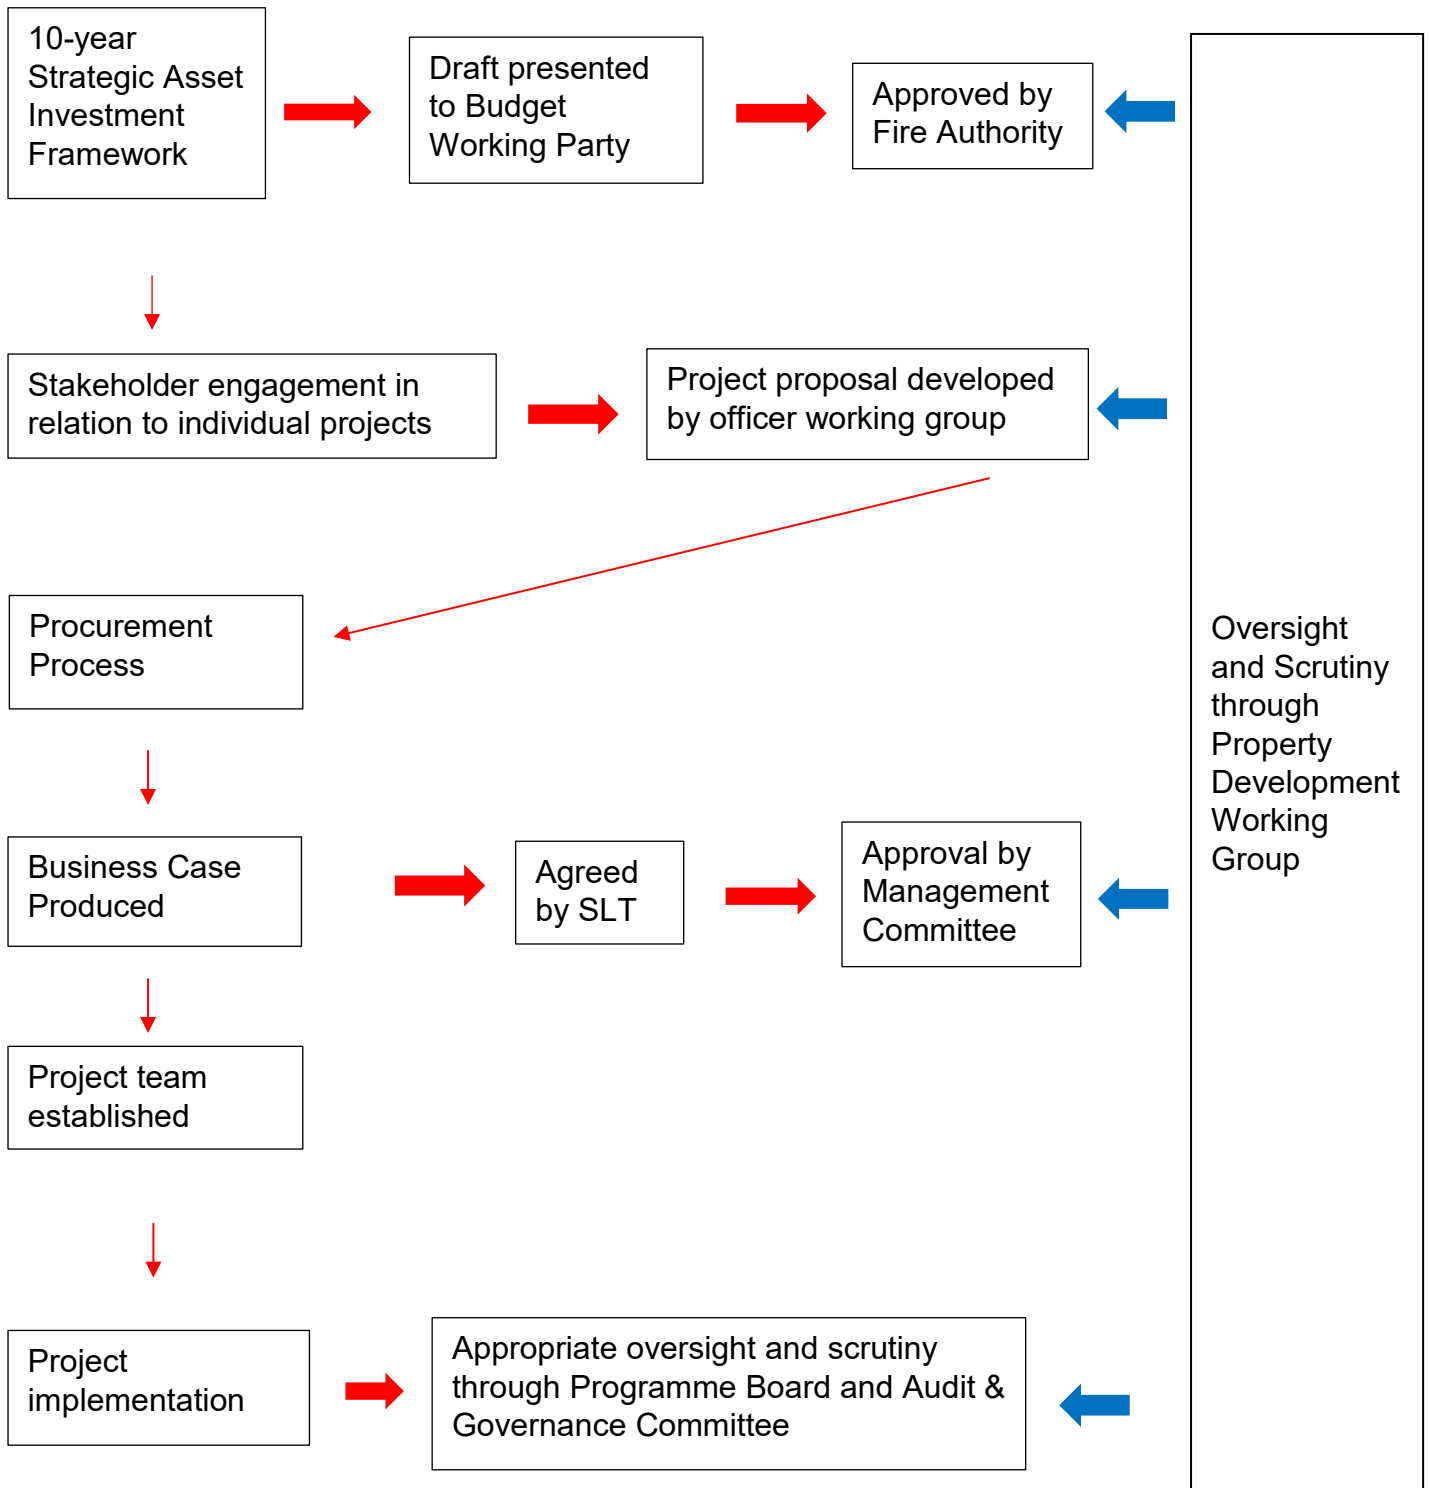 10-year
Strategic Asset
Investment
Framework
Draft presented
to Budget
Working Party
Approved by
Fire Authority
Stakeholder engagement in
relation to individual projects
Project proposal developed
by officer working group
Procurement
Process
Business Case
Produced
Agreed
by SLT
Approval by
Management
Committee
Project team
established
Project
implementation
Appropriate oversight and scrutiny
through Programme Board and Audit &
Governance Committee
Oversight
and Scrutiny
through
Property
Development
Working
Group